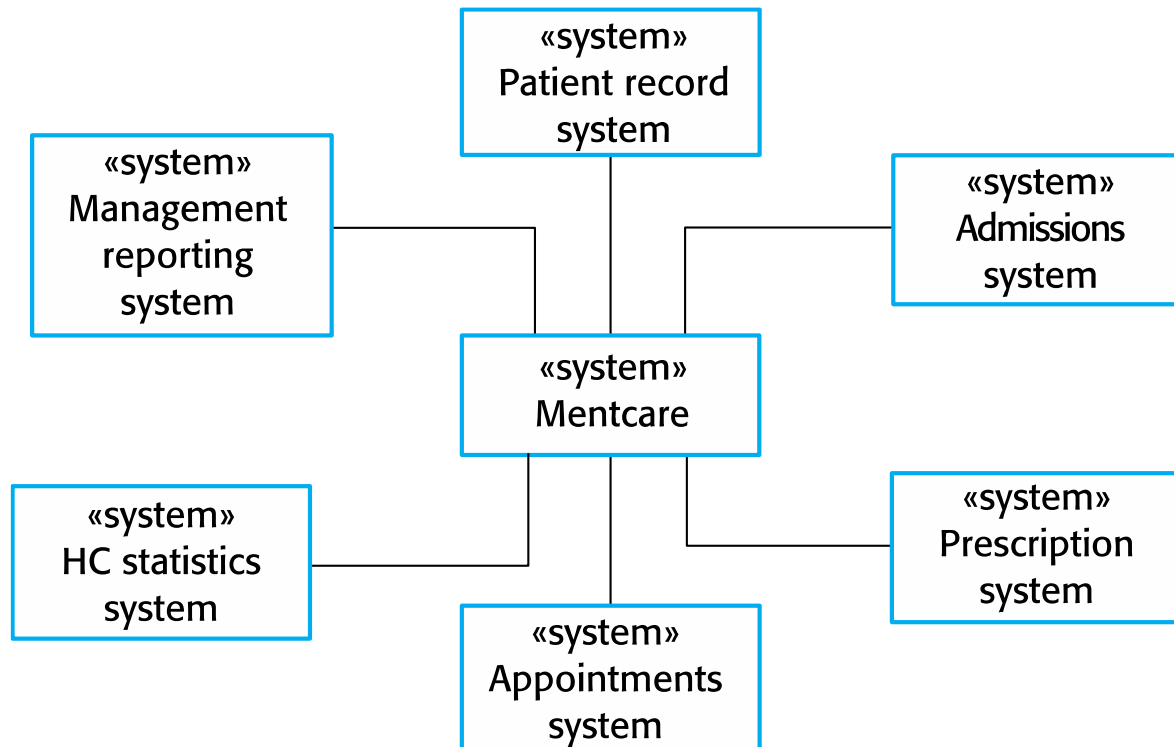 «system»
Patient record
system
«system»
Management
reporting
system
«system»
Admissions
system
«system»
Mentcare
«system»
HC statistics
system
«system»
Prescription
system
«system»
Appointments
system